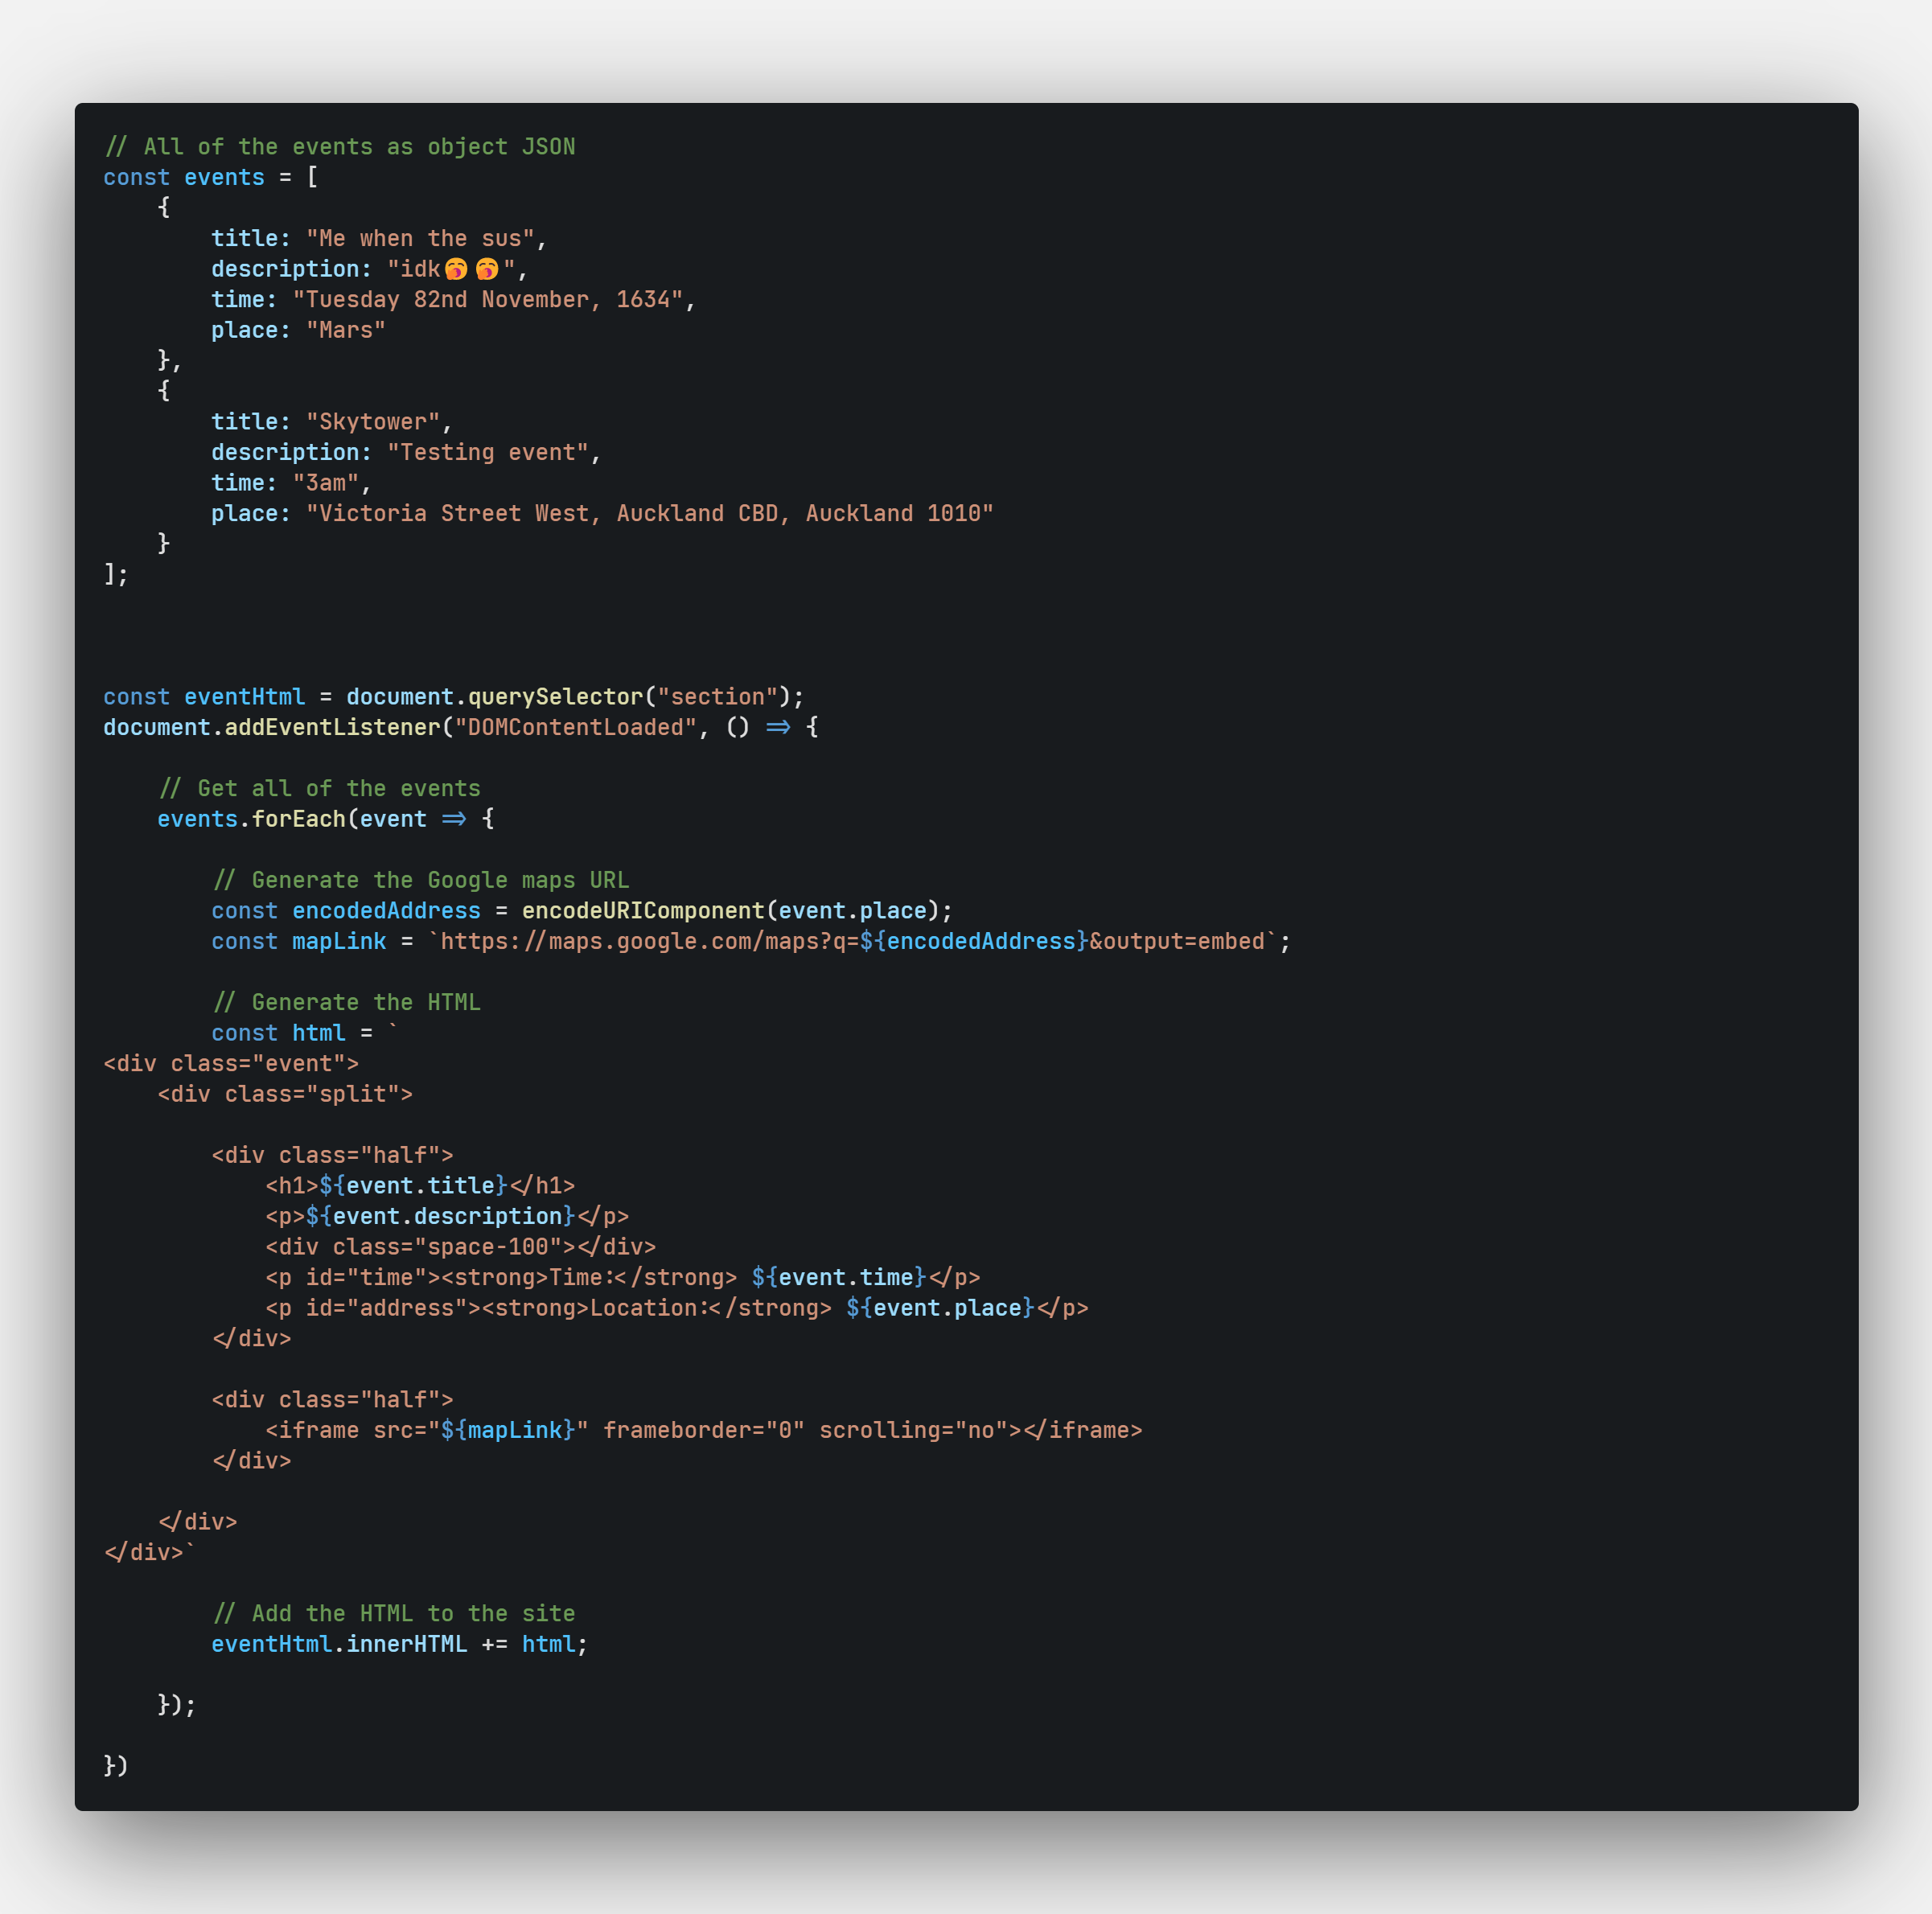 // All of the events as object JSON
const events = [
    {
        title: "Me when the sus",
        description: "idk🥱🥱",
        time: "Tuesday 82nd November, 1634",
        place: "Mars"
    },
    {
        title: "Skytower",
        description: "Testing event",
        time: "3am",
        place: "Victoria Street West, Auckland CBD, Auckland 1010"
    }
];
const eventHtml = document.querySelector("section");
document.addEventListener("DOMContentLoaded", () => {
    // Get all of the events
    events.forEach(event => {
        // Generate the Google maps URL
        const encodedAddress = encodeURIComponent(event.place);
        const mapLink = `https://maps.google.com/maps?q=${encodedAddress}&output=embed`;
        // Generate the HTML
        const html = `
<div class="event">
    <div class="split">
        <div class="half">
            <h1>${event.title}</h1>
            <p>${event.description}</p>
            <div class="space-100"></div>
            <p id="time"><strong>Time:</strong> ${event.time}</p>
            <p id="address"><strong>Location:</strong> ${event.place}</p>
        </div>
        <div class="half">
            <iframe src="${mapLink}" frameborder="0" scrolling="no"></iframe>
        </div>
    </div>
</div>`
        // Add the HTML to the site
        eventHtml.innerHTML += html;
    });
})